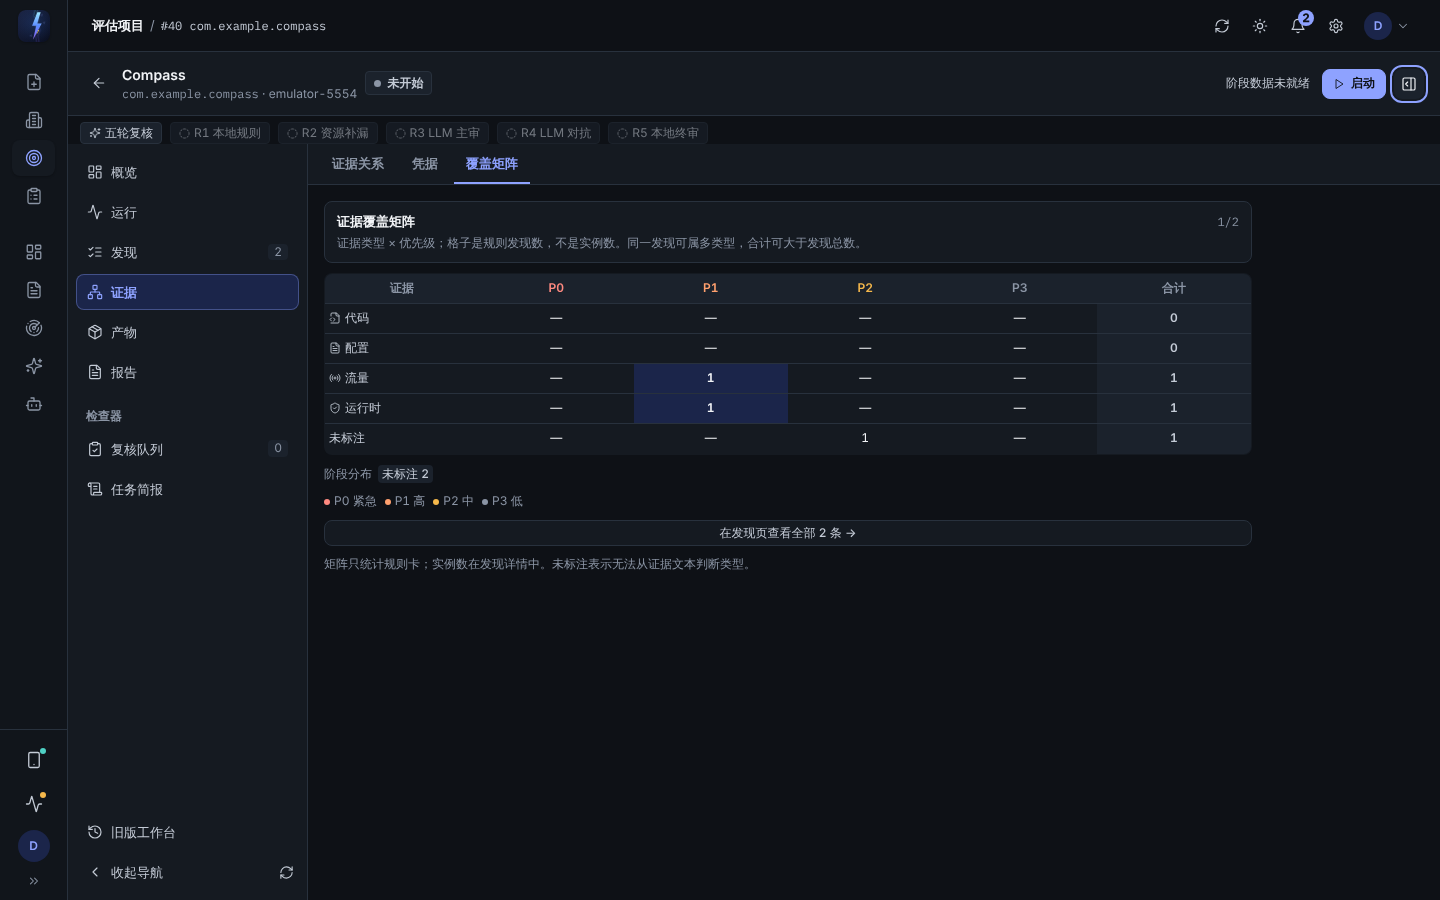 评估项目 / #40 com.example.compass
2
D
Compass
com.example.compass · emulator-5554
未开始
阶段数据未就绪
启动
五轮复核
R1 本地规则
R2 资源补漏
R3 LLM 主审
R4 LLM 对抗
R5 本地终审
概览
运行
发现 2
证据
产物
报告
检查器
复核队列 0
任务简报
旧版工作台
收起导航
D
证据关系 凭据 覆盖矩阵
证据覆盖矩阵 1/2
证据类型 × 优先级；格子是规则发现数，不是实例数。同一发现可属多类型，合计可大于发现总数。
证据 P0 P1 P2 P3 合计
代码 — — — — 0
配置 — — — — 0
流量 — 1 — — 1
运行时 — 1 — — 1
未标注 — — 1 — 1
阶段分布 未标注 2
P0 紧急 P1 高 P2 中 P3 低
在发现页查看全部 2 条 →
矩阵只统计规则卡；实例数在发现详情中。未标注表示无法从证据文本判断类型。